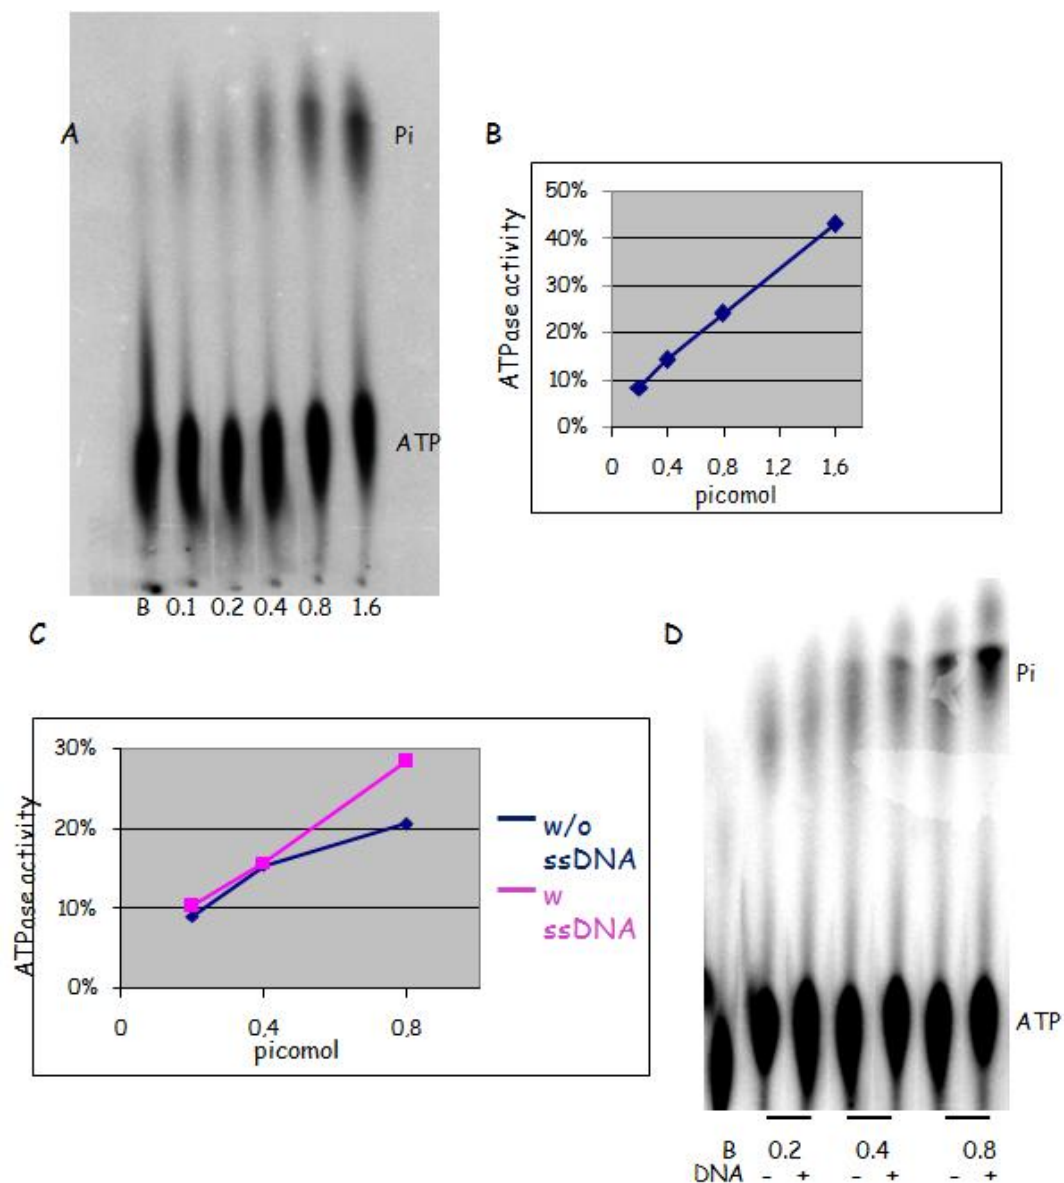 A
Pi
ATP
B 0.1 0.2 0.4 0.8 1.6
B
ATPase activity
50%
40%
30%
20%
10%
0%
0 0,4 0,8 1,2 1,6
picomol
C
ATPase activity
30%
20%
10%
0%
0 0,4 0,8
picomol
w/o
ssDNA
w
ssDNA
D
Pi
ATP
B 0.2 0.4 0.8
DNA - + - + - +